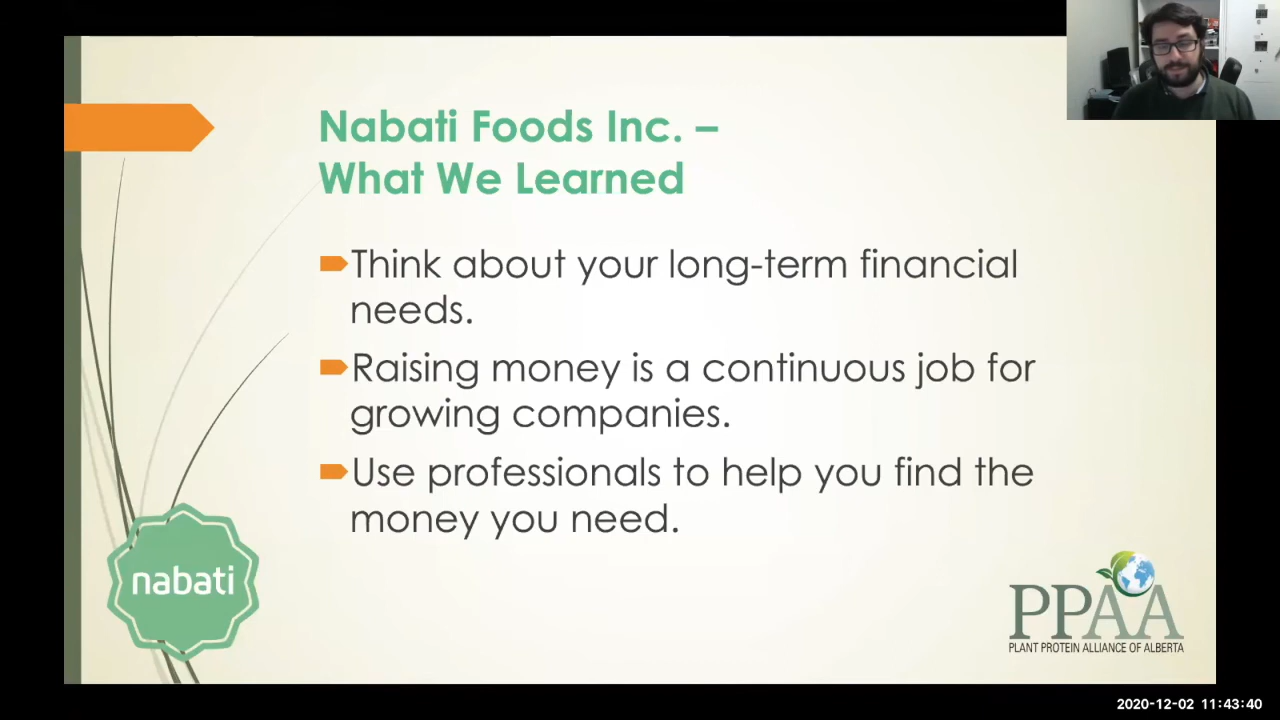 Nabati Foods Inc. –
What We Learned
Think about your long-term financial
needs.
Raising money is a continuous job for
growing companies.
Use professionals to help you find the
money you need.
nabati
PPAA
PLANT PROTEIN ALLIANCE OF ALBERTA
2020-12-02 11:43:40